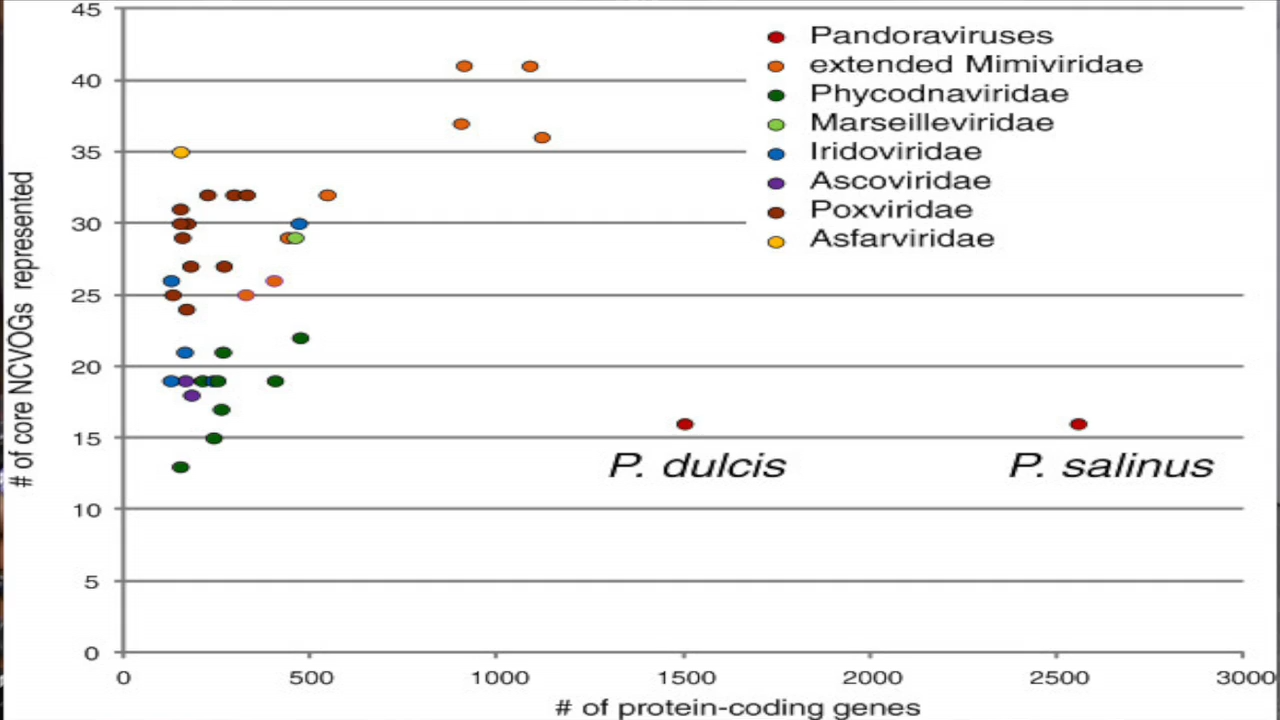 45
40
35
30
25
20
15
10
5
0
# of core NCVOGs represented
Pandoraviruses
extended Mimiviridae
Phycodnaviridae
Marseilleviridae
Iridoviridae
Ascoviridae
Poxviridae
Asfarviridae
P. dulcis
P. salinus
0 500 1000 1500 2000 2500 3000
# of protein-coding genes